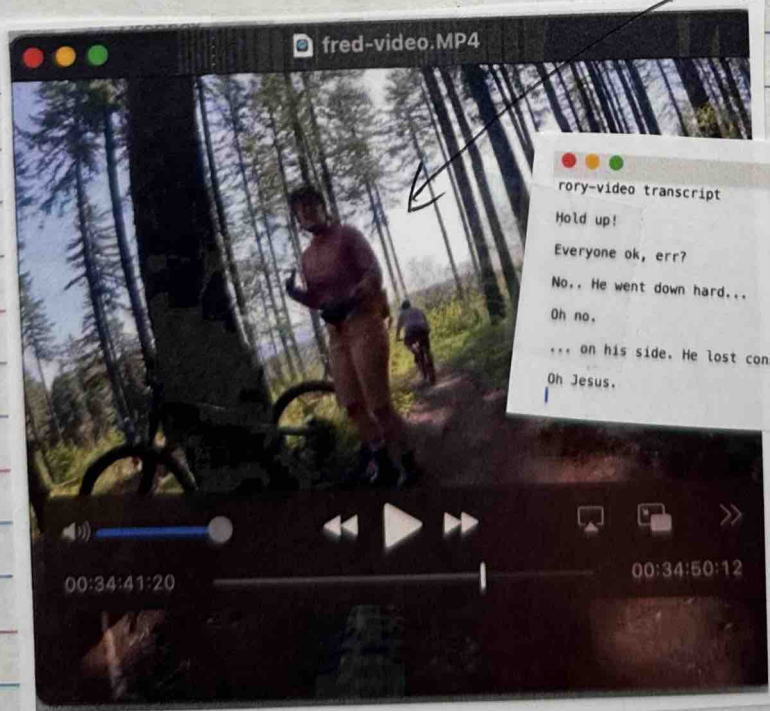 fred-video.MP4
rory-video transcript
Hold up!
Everyone ok, err?
No.. He went down hard...
Oh no.
... on his side. He lost con
Oh Jesus.
00:34:41:20
00:34:50:12